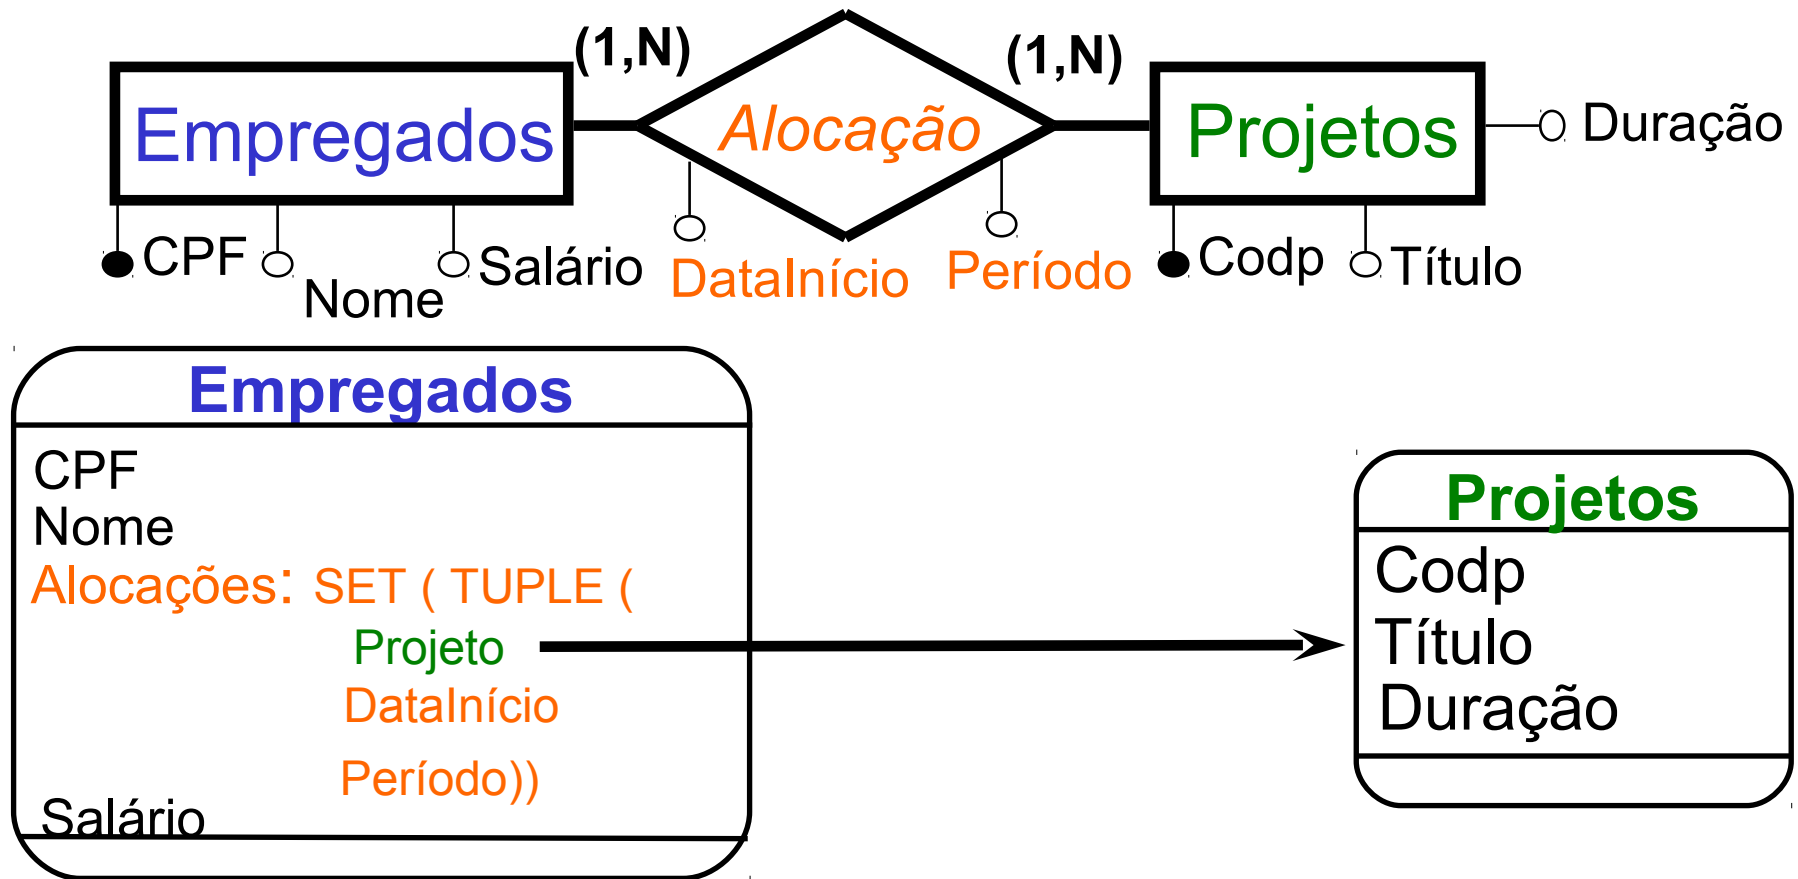 (1,N)
(1,N)
Empregados
Alocação
Projetos
Duração
CPF
Nome
Salário
DataInício
Período
Codp
Título
Empregados
CPF
Nome
Alocações: SET ( TUPLE (
Projeto
DataInício
Período))
Salário
Projetos
Codp
Título
Duração